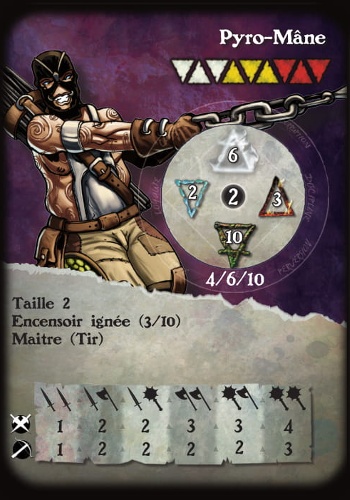 Pyro-Mâne
6
2 2 3
10
4/6/10
Taille 2
Encensoir ignée (3/10)
Maitre (Tir)
1 2 2 3 3 4
1 2 2 2 2 3